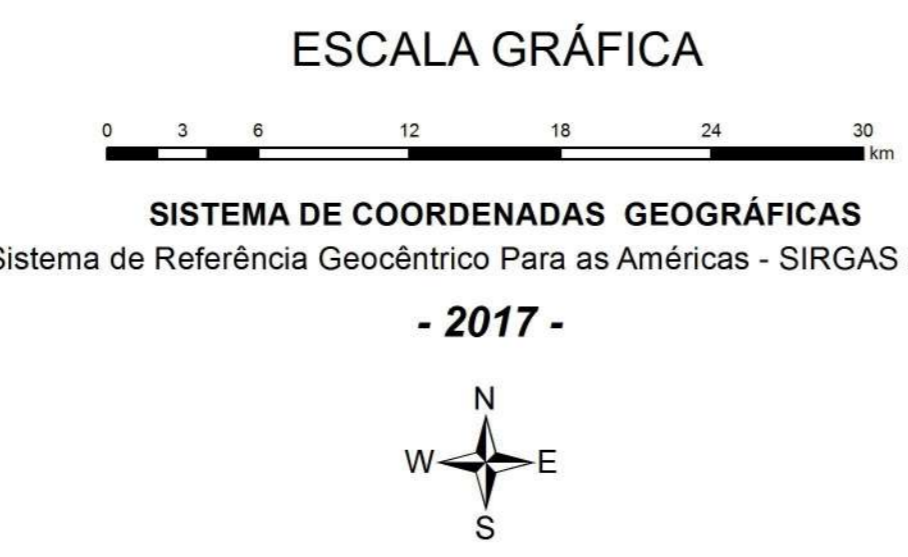 ESCALA GRÁFICA
0 3 6 12 18 24 30
km
SISTEMA DE COORDENADAS GEOGRÁFICAS
Sistema de Referência Geocêntrico Para as Américas - SIRGAS
- 2017 -
N
W E
S